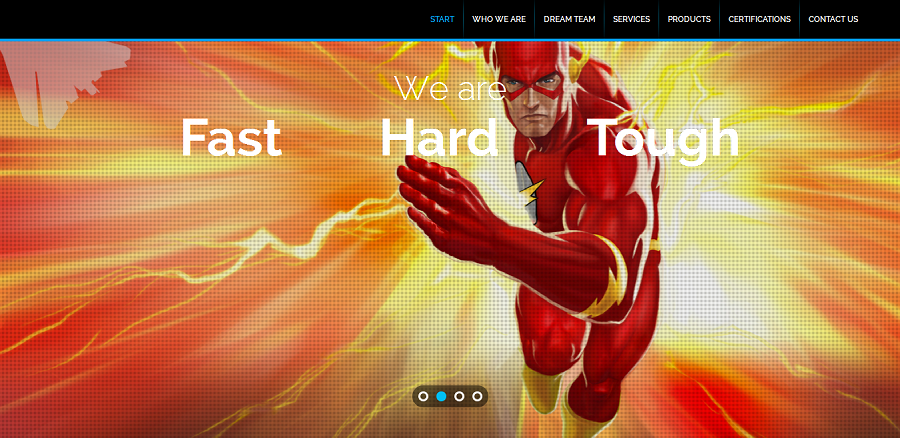 START WHO WE ARE DREAM TEAM SERVICES PRODUCTS CERTIFICATIONS CONTACT US
We are
Fast Hard Tough